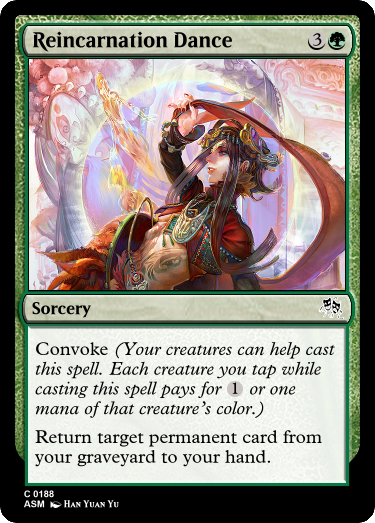 Reincarnation Dance 3
Sorcery
Convoke (Your creatures can help cast
this spell. Each creature you tap while
casting this spell pays for 1 or one
mana of that creature's color.)
Return target permanent card from
your graveyard to your hand.
C 0188
ASM Han Yuan Yu